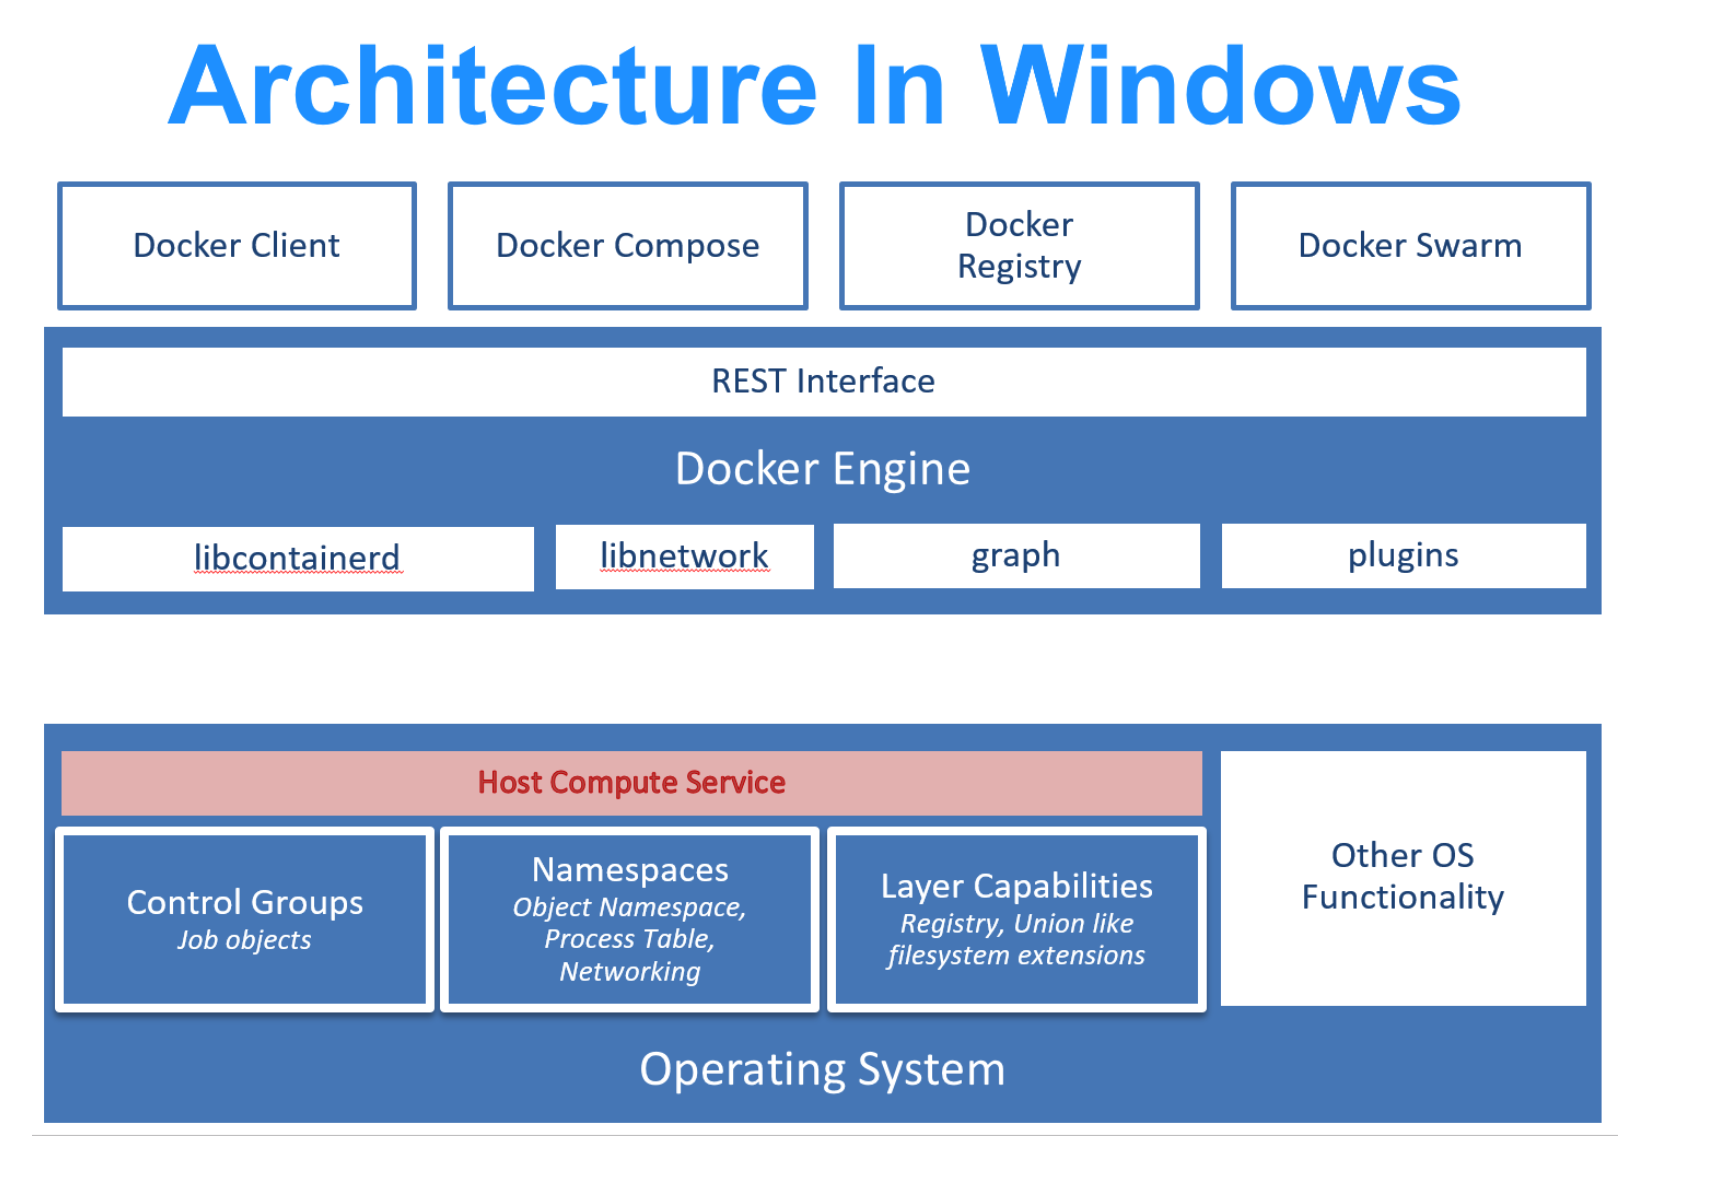 Architecture In Windows
Docker Client
Docker Compose
Docker
Registry
Docker Swarm
REST Interface
Docker Engine
libcontainerd
libnetwork
graph
plugins
Host Compute Service
Control Groups
Job objects
Namespaces
Object Namespace,
Process Table,
Networking
Layer Capabilities
Registry, Union like
filesystem extensions
Other OS
Functionality
Operating System